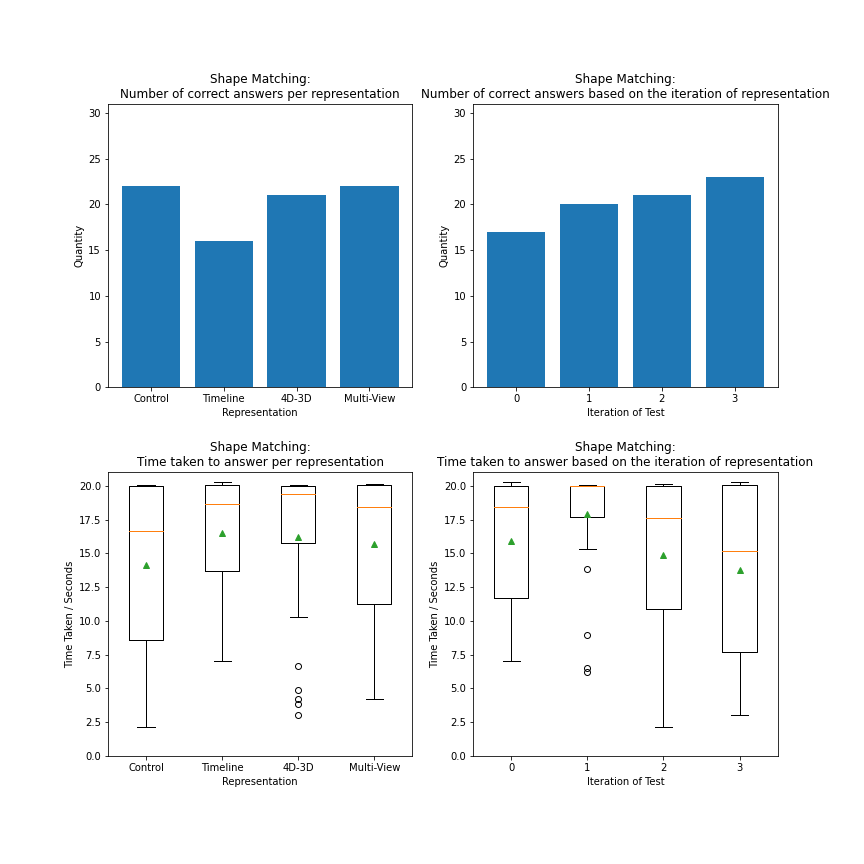 Shape Matching:
Number of correct answers per representation
30
25
20
15
10
5
0
Quantity
Control Timeline 4D-3D Multi-View
Representation
Shape Matching:
Number of correct answers based on the iteration of representation
30
25
20
15
10
5
0
Quantity
0 1 2 3
Iteration of Test
Shape Matching:
Time taken to answer per representation
20.0
17.5
15.0
12.5
10.0
7.5
5.0
2.5
0.0
Time Taken / Seconds
Control Timeline 4D-3D Multi-View
Representation
Shape Matching:
Time taken to answer based on the iteration of representation
20.0
17.5
15.0
12.5
10.0
7.5
5.0
2.5
0.0
Time Taken / Seconds
0 1 2 3
Iteration of Test